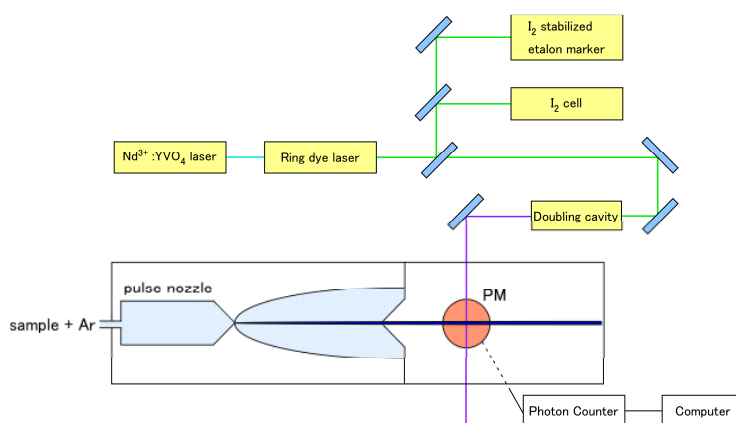 I₂ stabilized
etalon marker
I₂ cell
Nd³⁺ :YVO₄ laser
Ring dye laser
Doubling cavity
pulse nozzle
PM
sample + Ar
Photon Counter
Computer